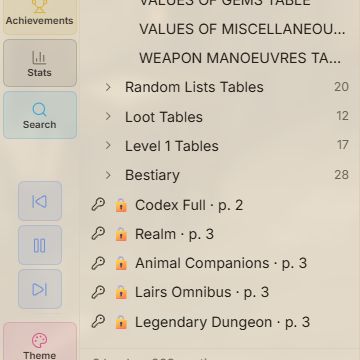 VALUES OF GEMS TABLE
VALUES OF MISCELLANEOU...
WEAPON MANOEUVRES TA...
Random Lists Tables 20
Loot Tables 12
Level 1 Tables 17
Bestiary 28
Codex Full · p. 2
Realm · p. 3
Animal Companions · p. 3
Lairs Omnibus · p. 3
Legendary Dungeon · p. 3
Achievements
Stats
Search
Theme